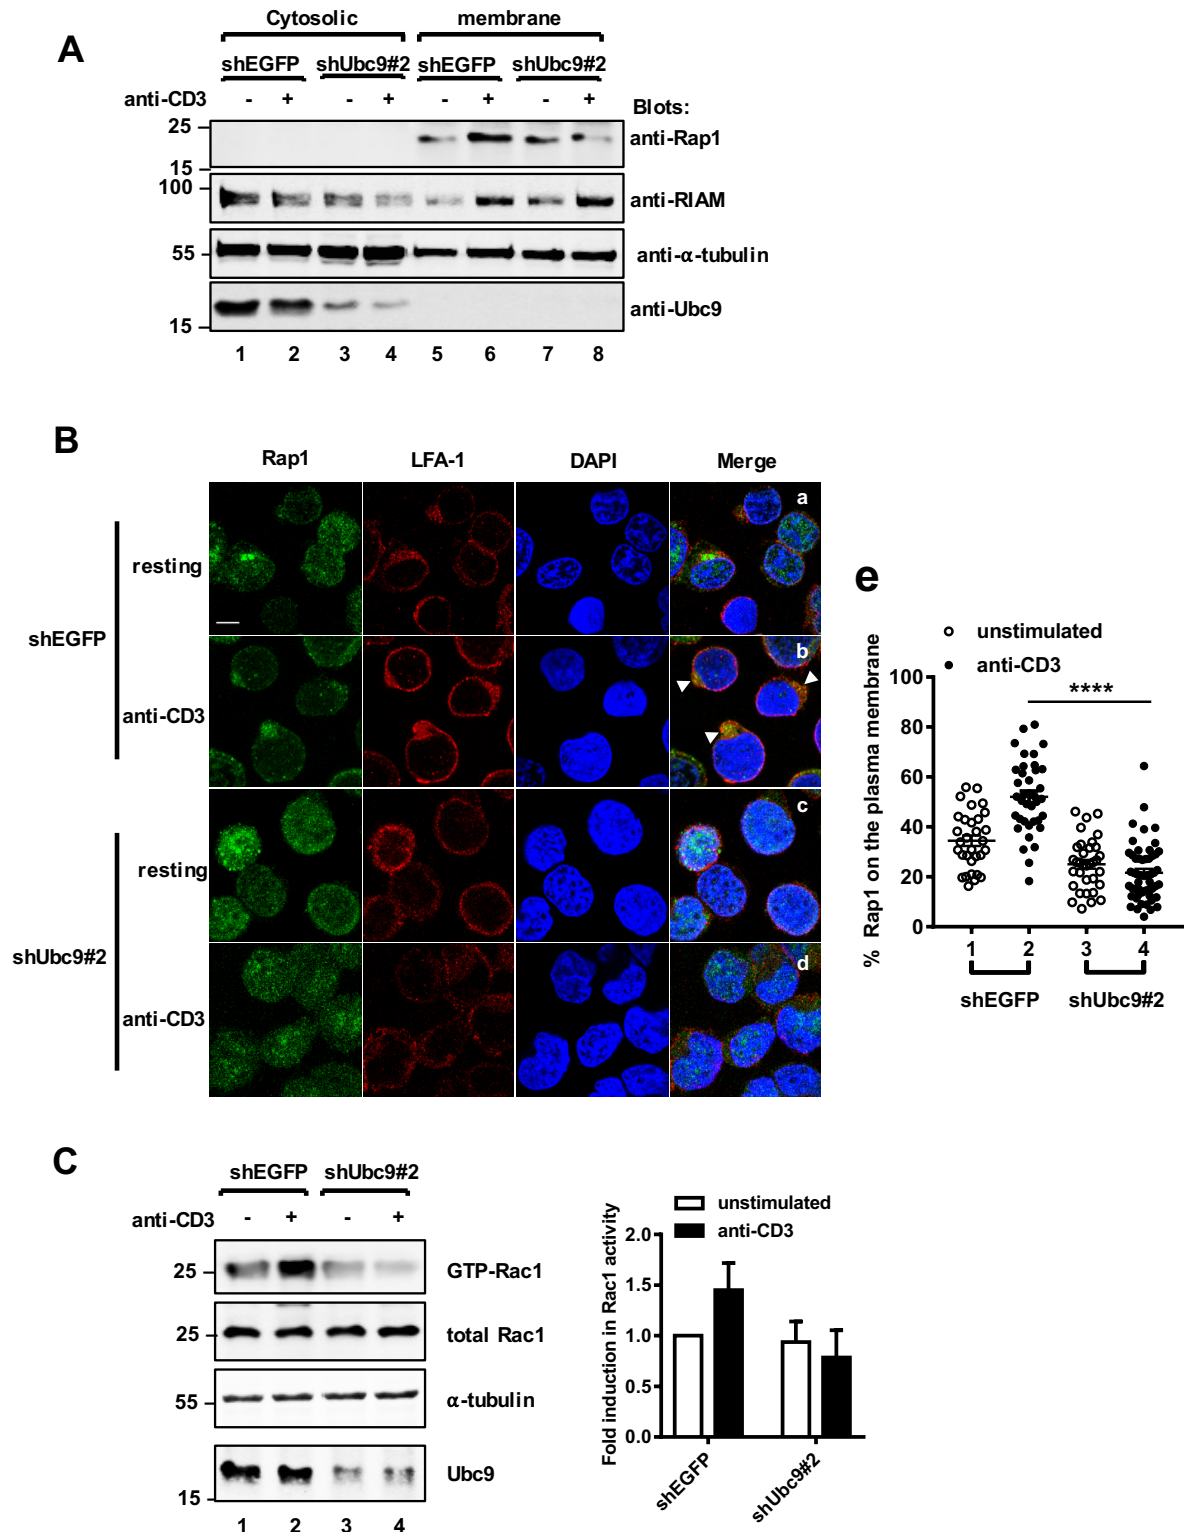 A
Cytosolic membrane
shEGFP shUbc9#2 shEGFP shUbc9#2
anti-CD3 - + - + - + - +
Blots:
25
anti-Rap1
15
100
anti-RIAM
55
anti-α-tubulin
anti-Ubc9
15
1 2 3 4 5 6 7 8
B
Rap1 LFA-1 DAPI Merge
a
resting
shEGFP
b
anti-CD3
c
resting
shUbc9#2
d
anti-CD3
e
unstimulated
anti-CD3
****
% Rap1 on the plasma membrane
100
80
60
40
20
0
1 2 3 4
shEGFP shUbc9#2
C
shEGFP shUbc9#2
anti-CD3 - + - +
25 GTP-Rac1
25 total Rac1
55 α-tubulin
Ubc9
15
1 2 3 4
unstimulated
anti-CD3
Fold induction in Rac1 activity
2.0
1.5
1.0
0.5
0.0
shEGFP
shUbc9#2